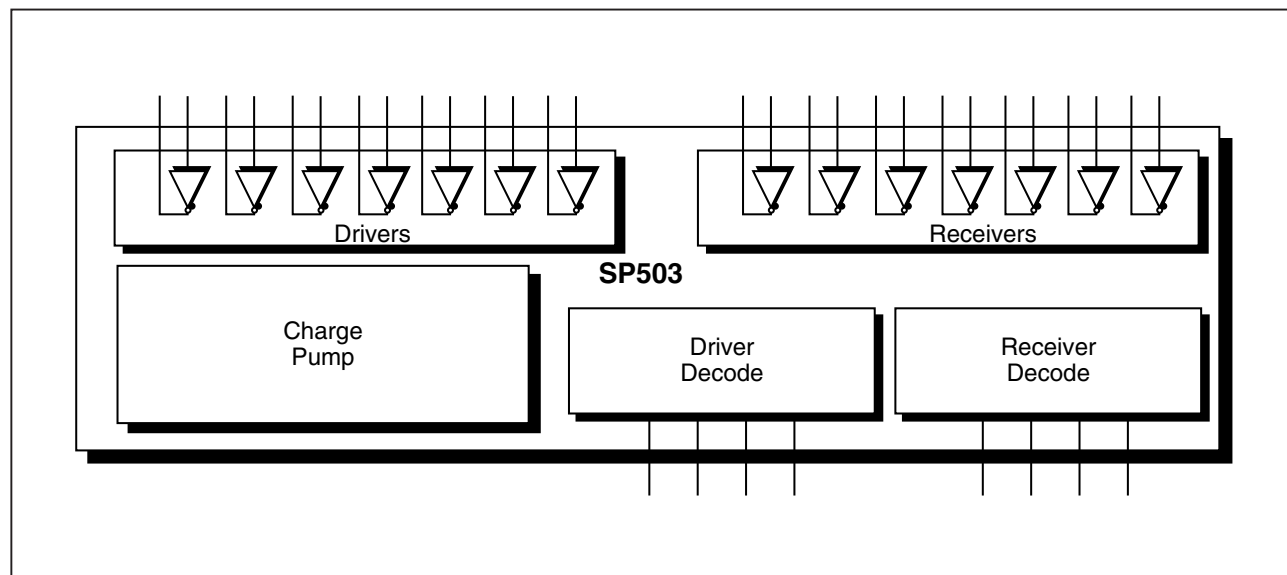 Drivers
Receivers
SP503
Charge
Pump
Driver
Decode
Receiver
Decode